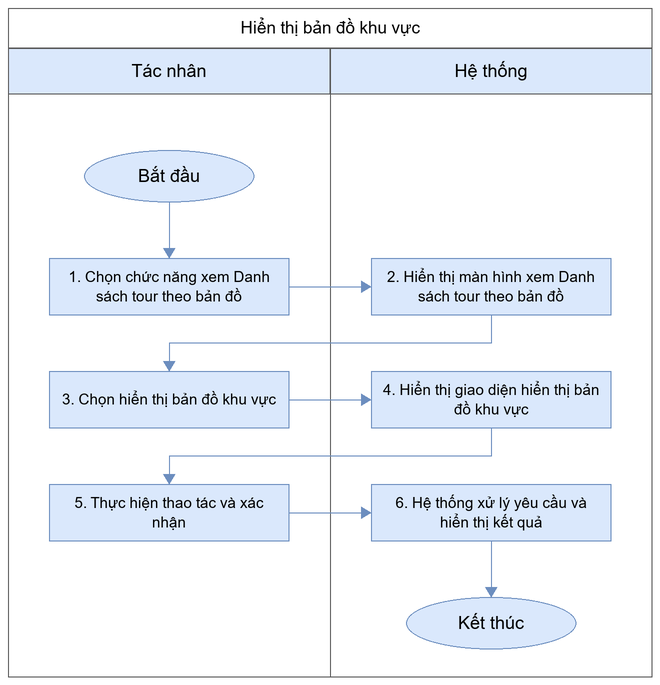 Hiển thị bản đồ khu vực
Tác nhân
Hệ thống
Bắt đầu
1. Chọn chức năng xem Danh
sách tour theo bản đồ
2. Hiển thị màn hình xem Danh
sách tour theo bản đồ
3. Chọn hiển thị bản đồ khu vực
4. Hiển thị giao diện hiển thị bản
đồ khu vực
5. Thực hiện thao tác và xác
nhận
6. Hệ thống xử lý yêu cầu và
hiển thị kết quả
Kết thúc